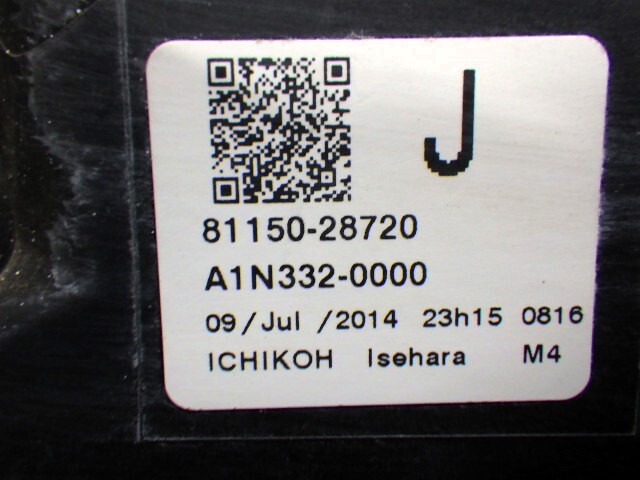 J
81150-28720
A1N332-0000
09/Jul /2014 23h15 0816
ICHIKOH Isehara M4